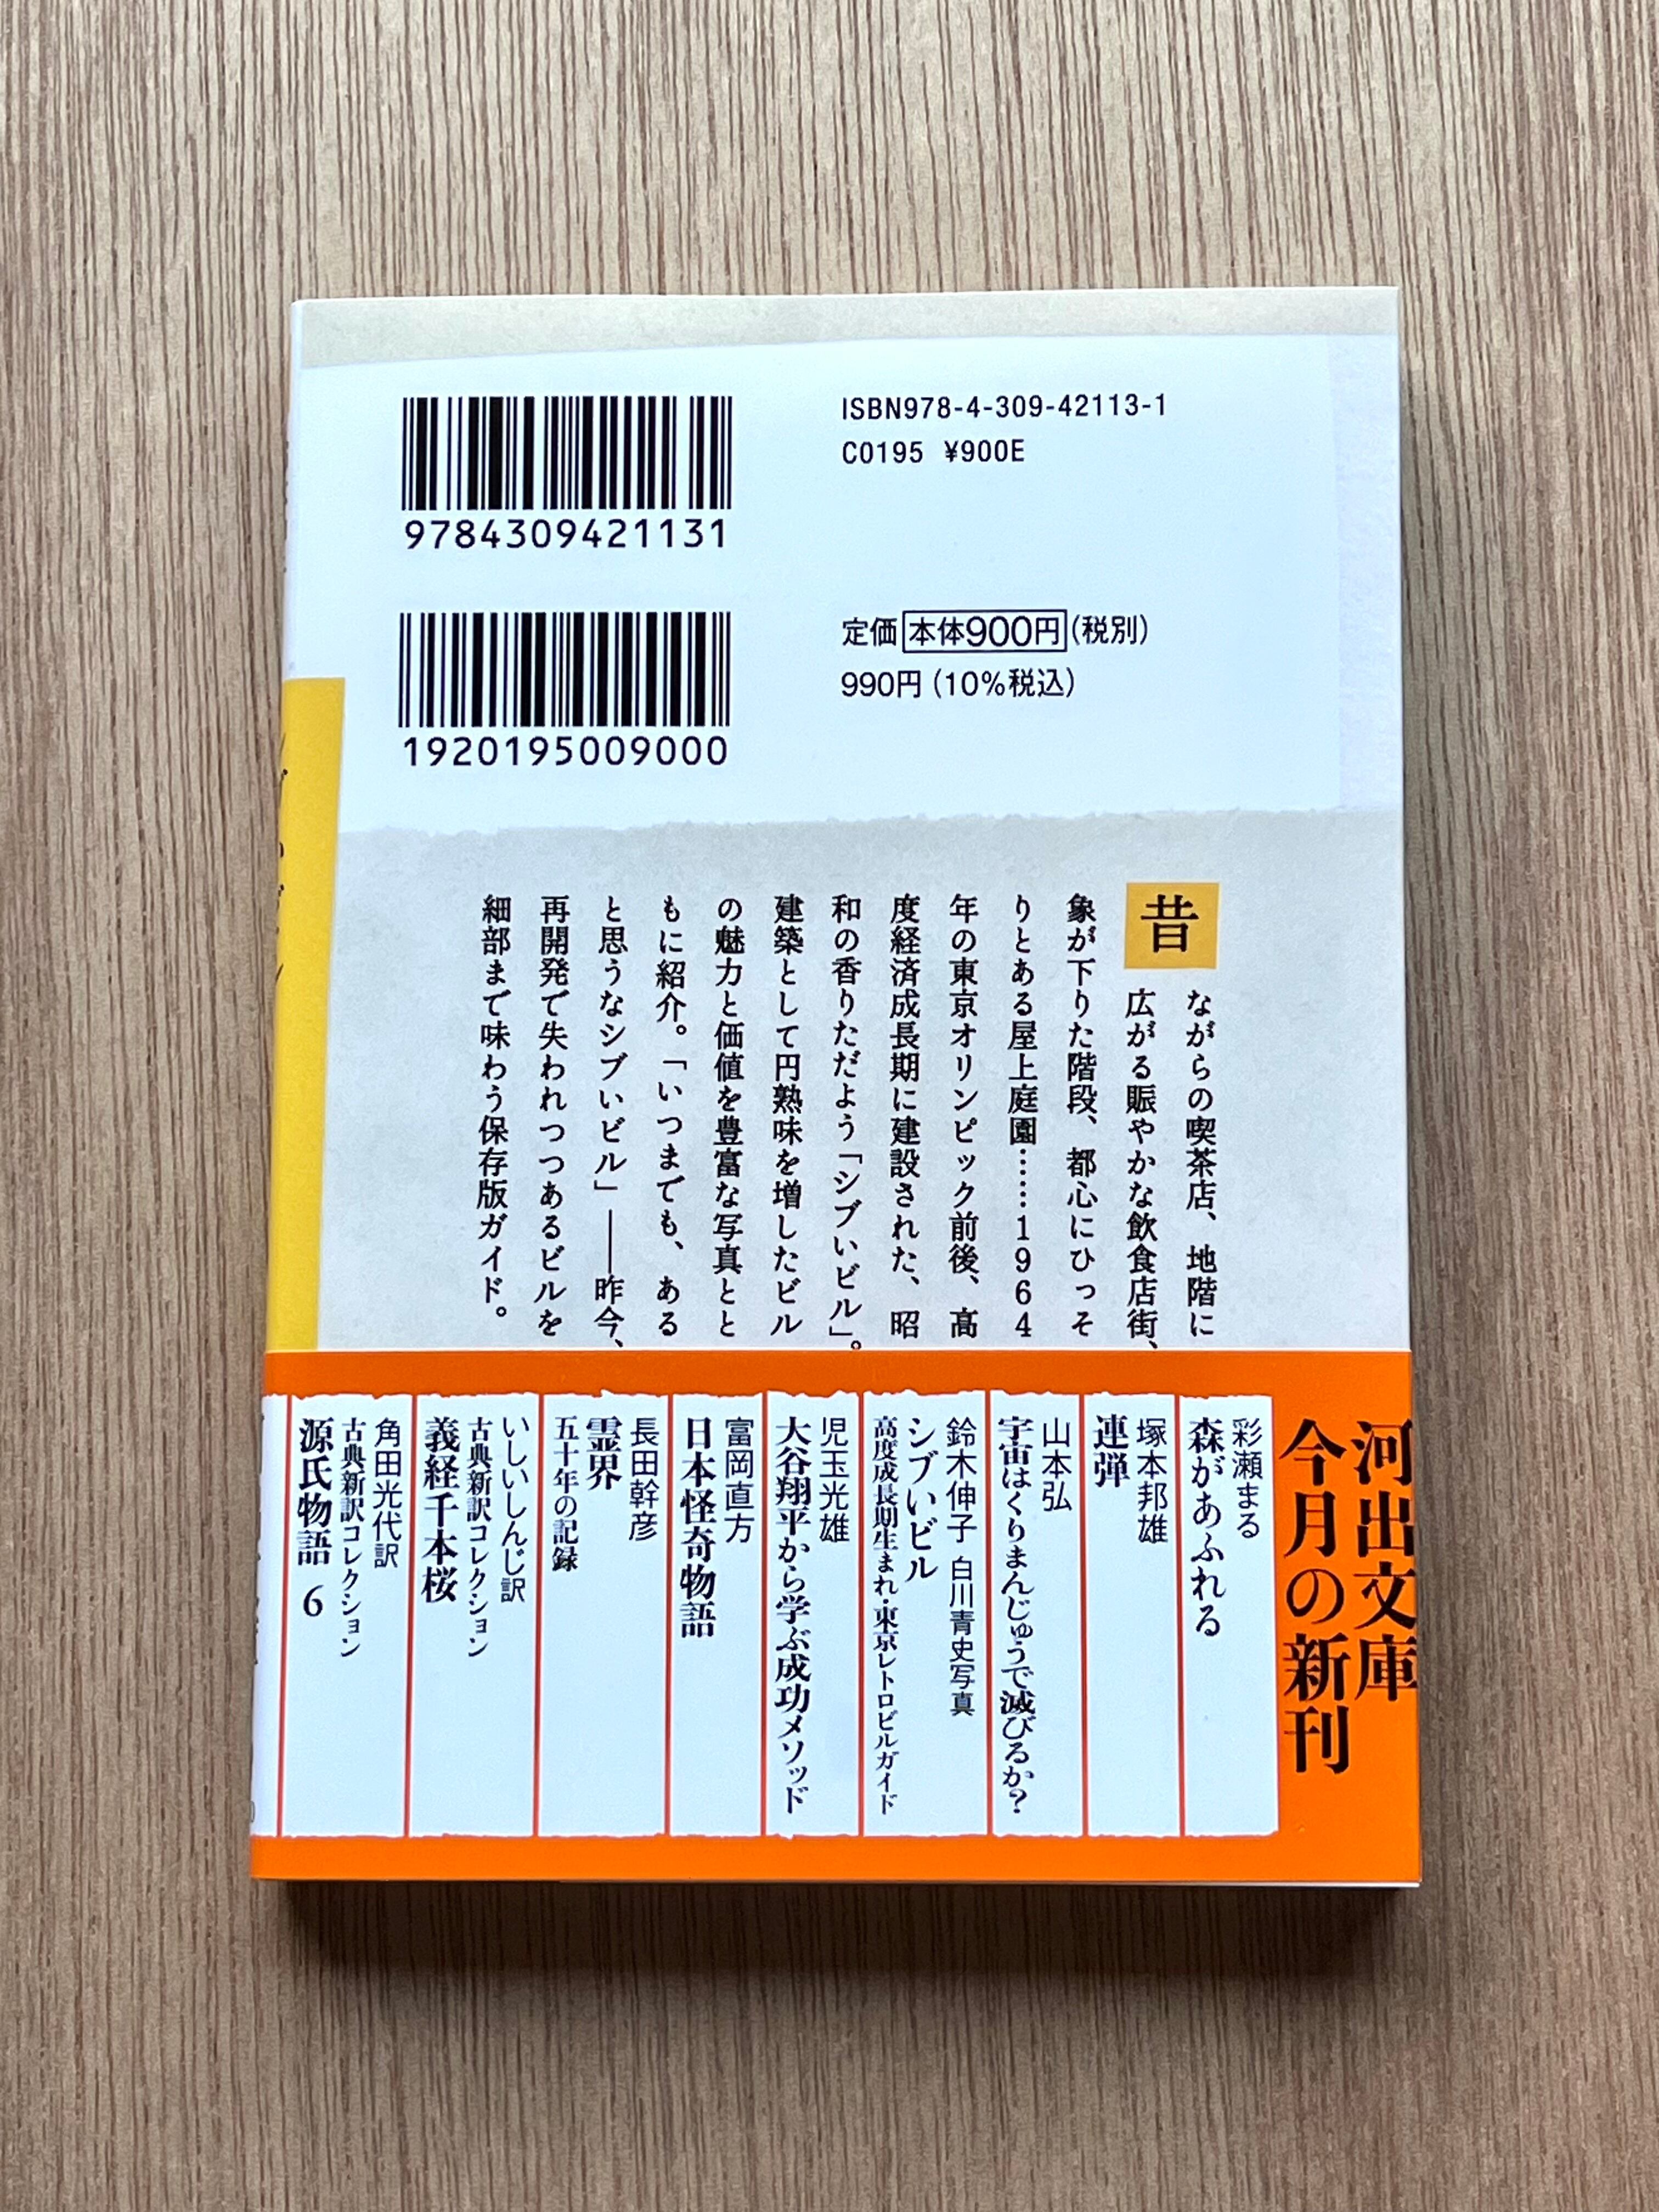 ISBN978-4-309-42113-1
C0195 ¥900E
9784309421131
1920195009000
定価本体900円(税別)
990円(10%税込)
昔ながらの喫茶店、地階に
広がる賑やかな飲食店街、
象が下りた階段、都心にひっそ
りとある屋上庭園……1964
年の東京オリンピック前後、高
度経済成長期に建設された、昭
和の香りただよう「シブいビル」。
建築として円熟味を増したビル
の魅力と価値を豊富な写真とと
もに紹介。「いつまでも、ある
と思うなシブいビル」――昨今、
再開発で失われつつあるビルを
細部まで味わう保存版ガイド。
河出文庫
今月の新刊
彩瀬まる
森があふれる
塚本邦雄
連弾
山本弘
宇宙はくりまんじゅうで滅びるか?
鈴木伸子 白川青史写真
シブいビル
高度成長期生まれ・東京レトロビルガイド
児玉光雄
大谷翔平から学ぶ成功メソッド
富岡直方
日本怪奇物語
長田幹彦
霊界
五十年の記録
いしいしんじ訳
古典新訳コレクション
義経千本桜
角田光代訳
古典新訳コレクション
源氏物語 6